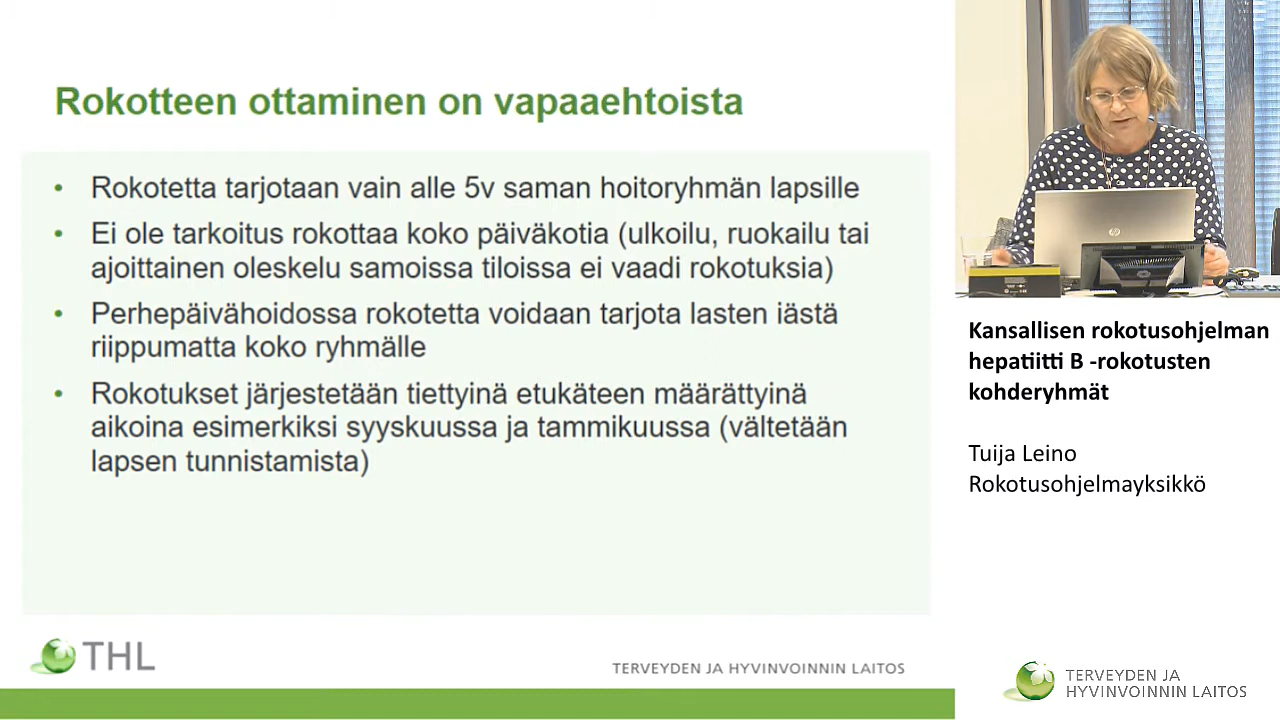 Rokotteen ottaminen on vapaaehtoista
• Rokotetta tarjotaan vain alle 5v saman hoitoryhmän lapsille
• Ei ole tarkoitus rokottaa koko päiväkotia (ulkoilu, ruokailu tai
ajoittainen oleskelu samoissa tiloissa ei vaadi rokotuksia)
• Perhepäivähoidossa rokotetta voidaan tarjota lasten iästä
riippumatta koko ryhmälle
• Rokotukset järjestetään tiettyinä etukäteen määrättyinä
aikoina esimerkiksi syyskuussa ja tammikuussa (vältetään
lapsen tunnistamista)
THL
TERVEYDEN JA HYVINVOINNIN LAITOS
hp
Kansallisen rokotusohjelman
hepatiitti B -rokotusten
kohderyhmät
Tuija Leino
Rokotusohjelmayksikkö
TERVEYDEN JA
HYVINVOINNIN LAITOS